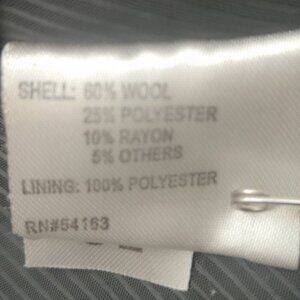 SHELL: 60% WOOL
25% POLYESTER
10% RAYON
5% OTHERS
LINING: 100% POLYESTER
RN#54163